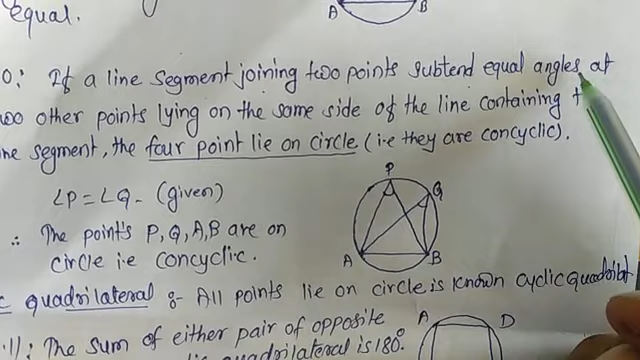 equal.
A B
0: If a line segment joining two points subtend equal angles at
two other points lying on the same side of the line containing t
ne segment, the four point lie on circle (i.e they are concyclic).
∠P = ∠Q - (given)
P
Q
∴ The point's P, Q, A, B are on
circle i.e concyclic.
A B
c quadrilateral :- All points lie on circle is known cyclic quadrilat
11: The sum of either pair of opposite
A D
quadrilateral is 180°